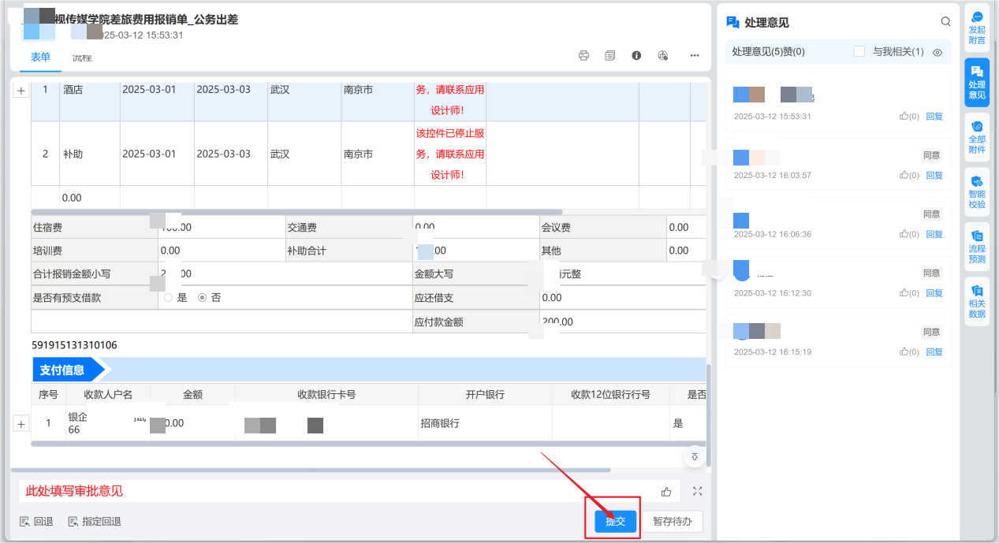 视传媒学院差旅费用报销单_公务出差
25-03-12 15:53:31
表单 流程
1 酒店 2025-03-01 2025-03-03 武汉 南京市 务，请联系应用
设计师!
该控件已停止服
2 补助 2025-03-01 2025-03-03 武汉 南京市 务，请联系应用
设计师!
0.00
住宿费 .00 交通费 0.00 会议费 0.00
培训费 0.00 补助合计 .00 其他 0.00
合计报销金额小写 2 00 金额大写 元整
是否有预支借款 是 否 应还借支 0.00
应付款金额 200.00
591915131310106
支付信息
序号 收款人户名 金额 收款银行卡号 开户银行 收款12位银行行号 是否
1 银企 0.00 招商银行 是
66
此处填写审批意见
回退 指定回退 提交 暂存待办
处理意见
处理意见(5)赞(0) 与我相关(1)
2025-03-12 15:53:31 (0) 回复
同意
2025-03-12 16:03:57 (0) 回复
同意
2025-03-12 16:06:36 (0) 回复
同意
2025-03-12 16:12:30 (0) 回复
同意
2025-03-12 16:15:19 (0) 回复
发起
附言
处理
意见
全部
附件
智能
校验
流程
预测
相关
数据